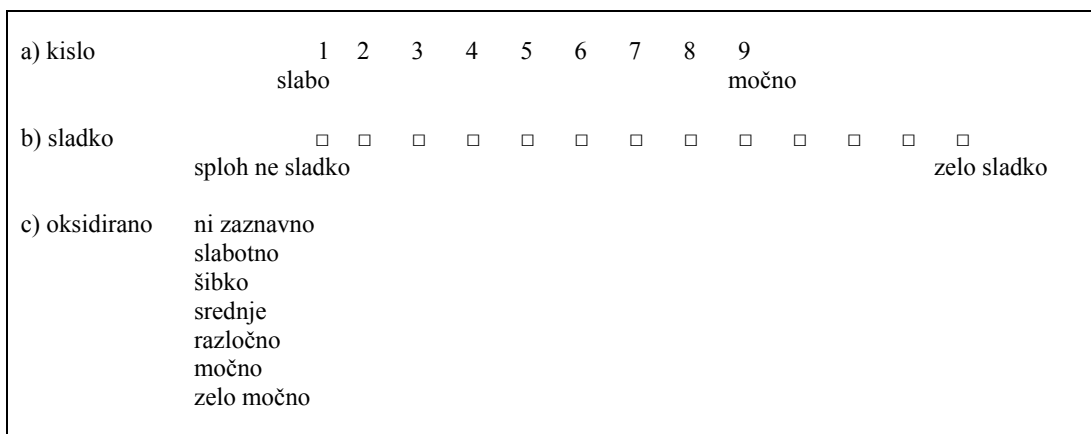 a) kislo 1 2 3 4 5 6 7 8 9
slabo močno
b) sladko □ □ □ □ □ □ □ □ □ □ □ □ □
sploh ne sladko zelo sladko
c) oksidirano ni zaznavno
slabotno
šibko
srednje
razločno
močno
zelo močno